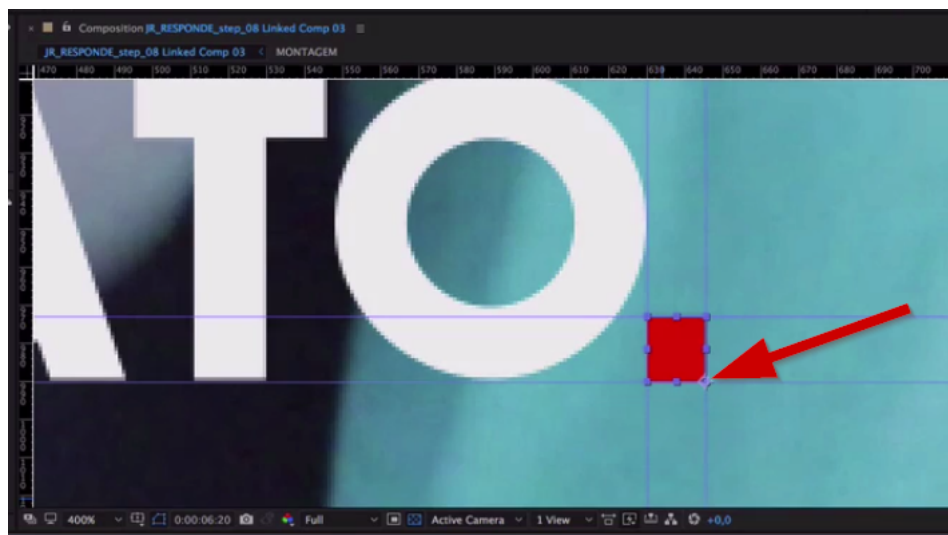 Composition JR_RESPONDE_step_08 Linked Comp 03
JR_RESPONDE_step_08 Linked Comp 03 MONTAGEM
470 480 490 500 510 520 530 540 550 560 570 580 590 600 610 620 630 640 650 660 670 680 690 700
ATO
400% 0:00:06:20 Full Active Camera 1 View +0,0